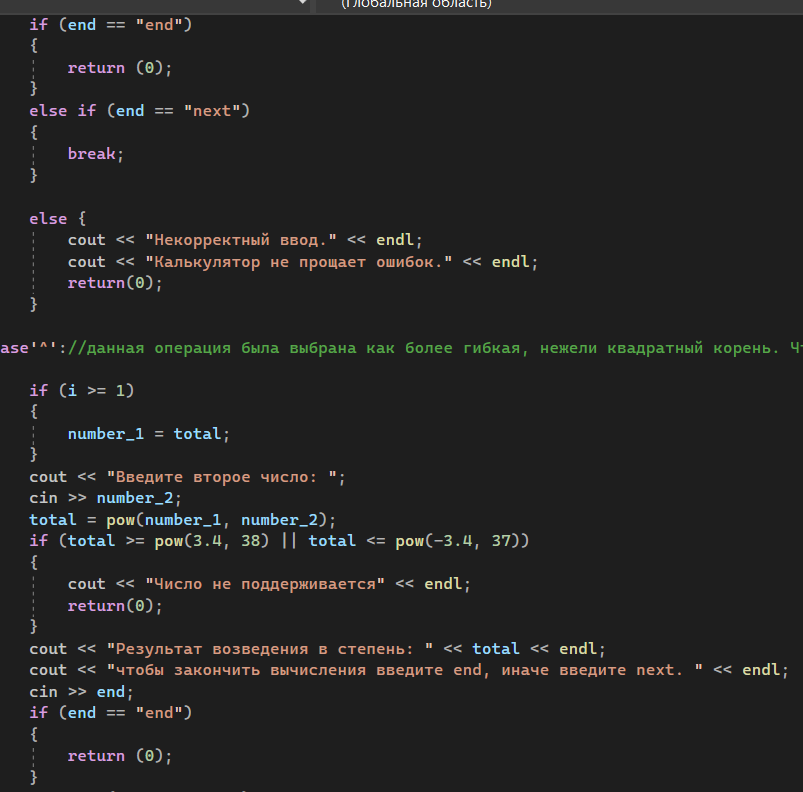 (Глобальная область)
if (end == "end")
{
return (0);
}
else if (end == "next")
{
break;
}
else {
cout << "Некорректный ввод." << endl;
cout << "Калькулятор не прощает ошибок." << endl;
return(0);
}
ase'^'://данная операция была выбрана как более гибкая, нежели квадратный корень.
if (i >= 1)
{
number_1 = total;
}
cout << "Введите второе число: ";
cin >> number_2;
total = pow(number_1, number_2);
if (total >= pow(3.4, 38) || total <= pow(-3.4, 37))
{
cout << "Число не поддерживается" << endl;
return(0);
}
cout << "Результат возведения в степень: " << total << endl;
cout << "чтобы закончить вычисления введите end, иначе введите next. " << endl;
cin >> end;
if (end == "end")
{
return (0);
}